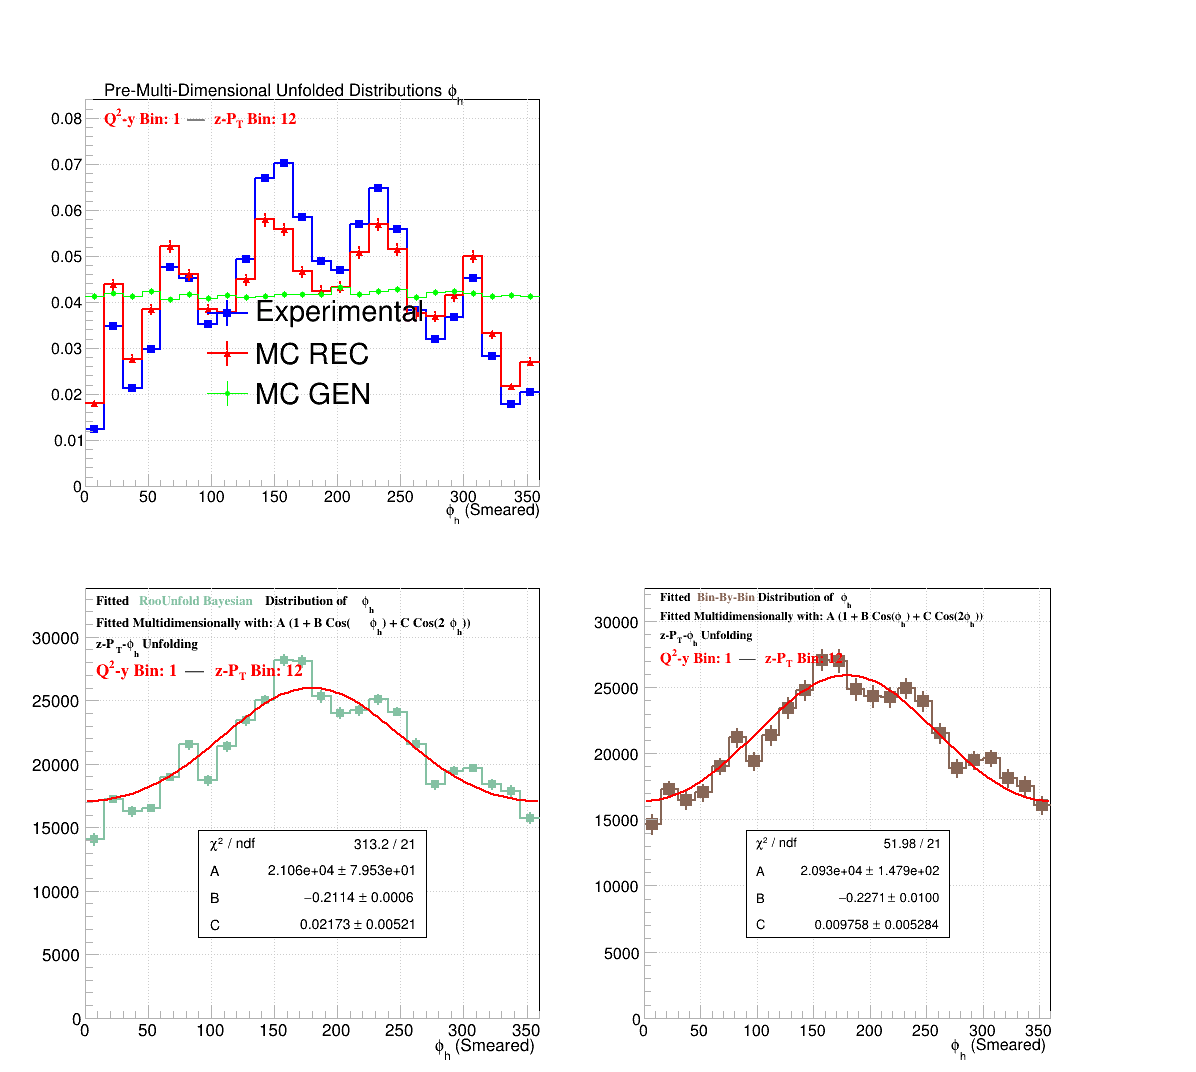 Pre-Multi-Dimensional Unfolded Distributions ϕh
Q²-y Bin: 1 — z-PT Bin: 12
0.08
0.07
0.06
0.05
0.04
0.03
0.02
0.01
0
Experimental
MC REC
MC GEN
0 50 100 150 200 250 300 350
ϕh (Smeared)
Fitted RooUnfold Bayesian Distribution of ϕh
Fitted Multidimensionally with: A (1 + B Cos( ϕh) + C Cos(2 ϕh))
z-PT-ϕh Unfolding
Q²-y Bin: 1 — z-PT Bin: 12
30000
25000
20000
15000
10000
5000
0
χ² / ndf 313.2 / 21
A 2.106e+04 ± 7.953e+01
B −0.2114 ± 0.0006
C 0.02173 ± 0.00521
0 50 100 150 200 250 300 350
ϕh (Smeared)
Fitted Bin-By-Bin Distribution of ϕh
Fitted Multidimensionally with: A (1 + B Cos(ϕh) + C Cos(2ϕh))
z-PT-ϕh Unfolding
Q²-y Bin: 1 — z-PT Bin: 12
30000
25000
20000
15000
10000
5000
0
χ² / ndf 51.98 / 21
A 2.093e+04 ± 1.479e+02
B −0.2271 ± 0.0100
C 0.009758 ± 0.005284
0 50 100 150 200 250 300 350
ϕh (Smeared)